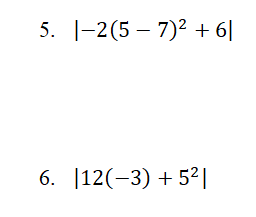 5. |−2(5 − 7)² + 6|
6. |12(−3) + 5²|